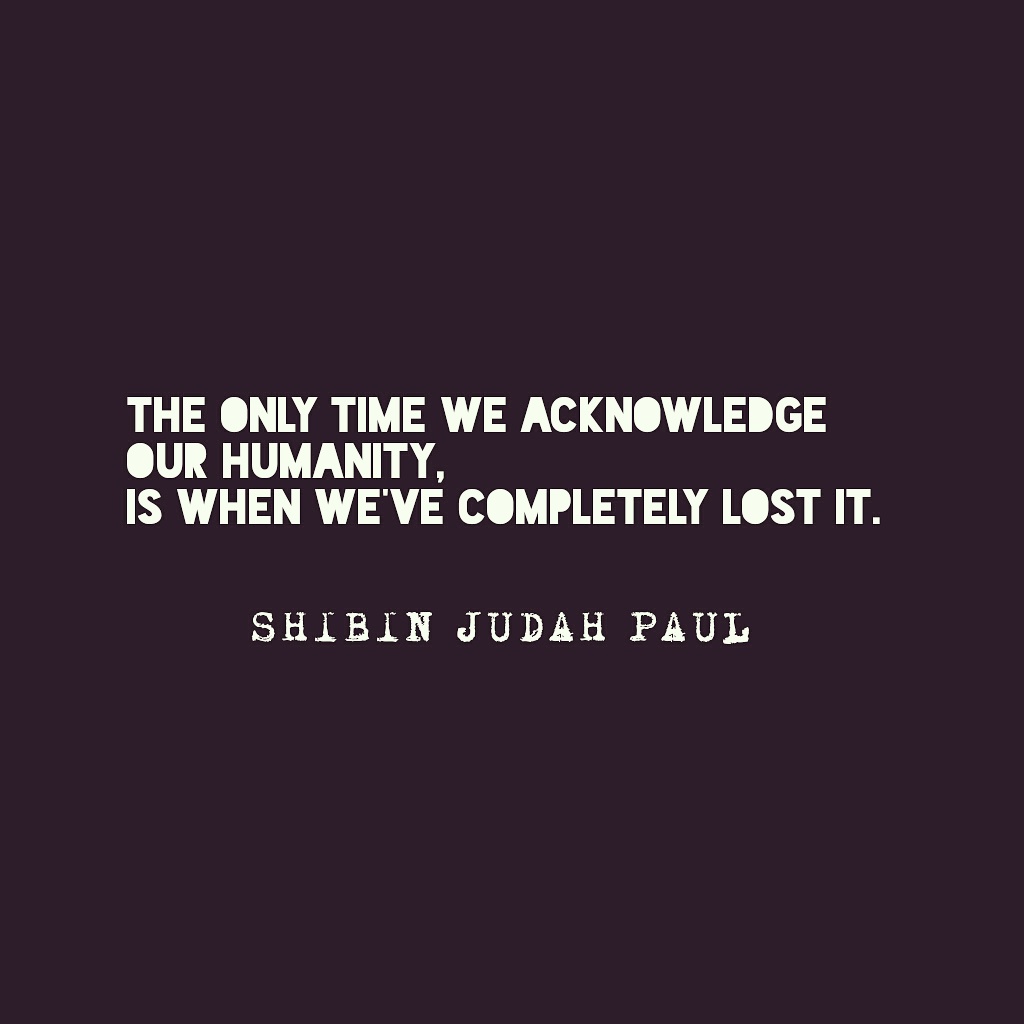 THE ONLY TIME WE ACKNOWLEDGE
OUR HUMANITY,
IS WHEN WE'VE COMPLETELY LOST IT.
SHIBIN JUDAH PAUL